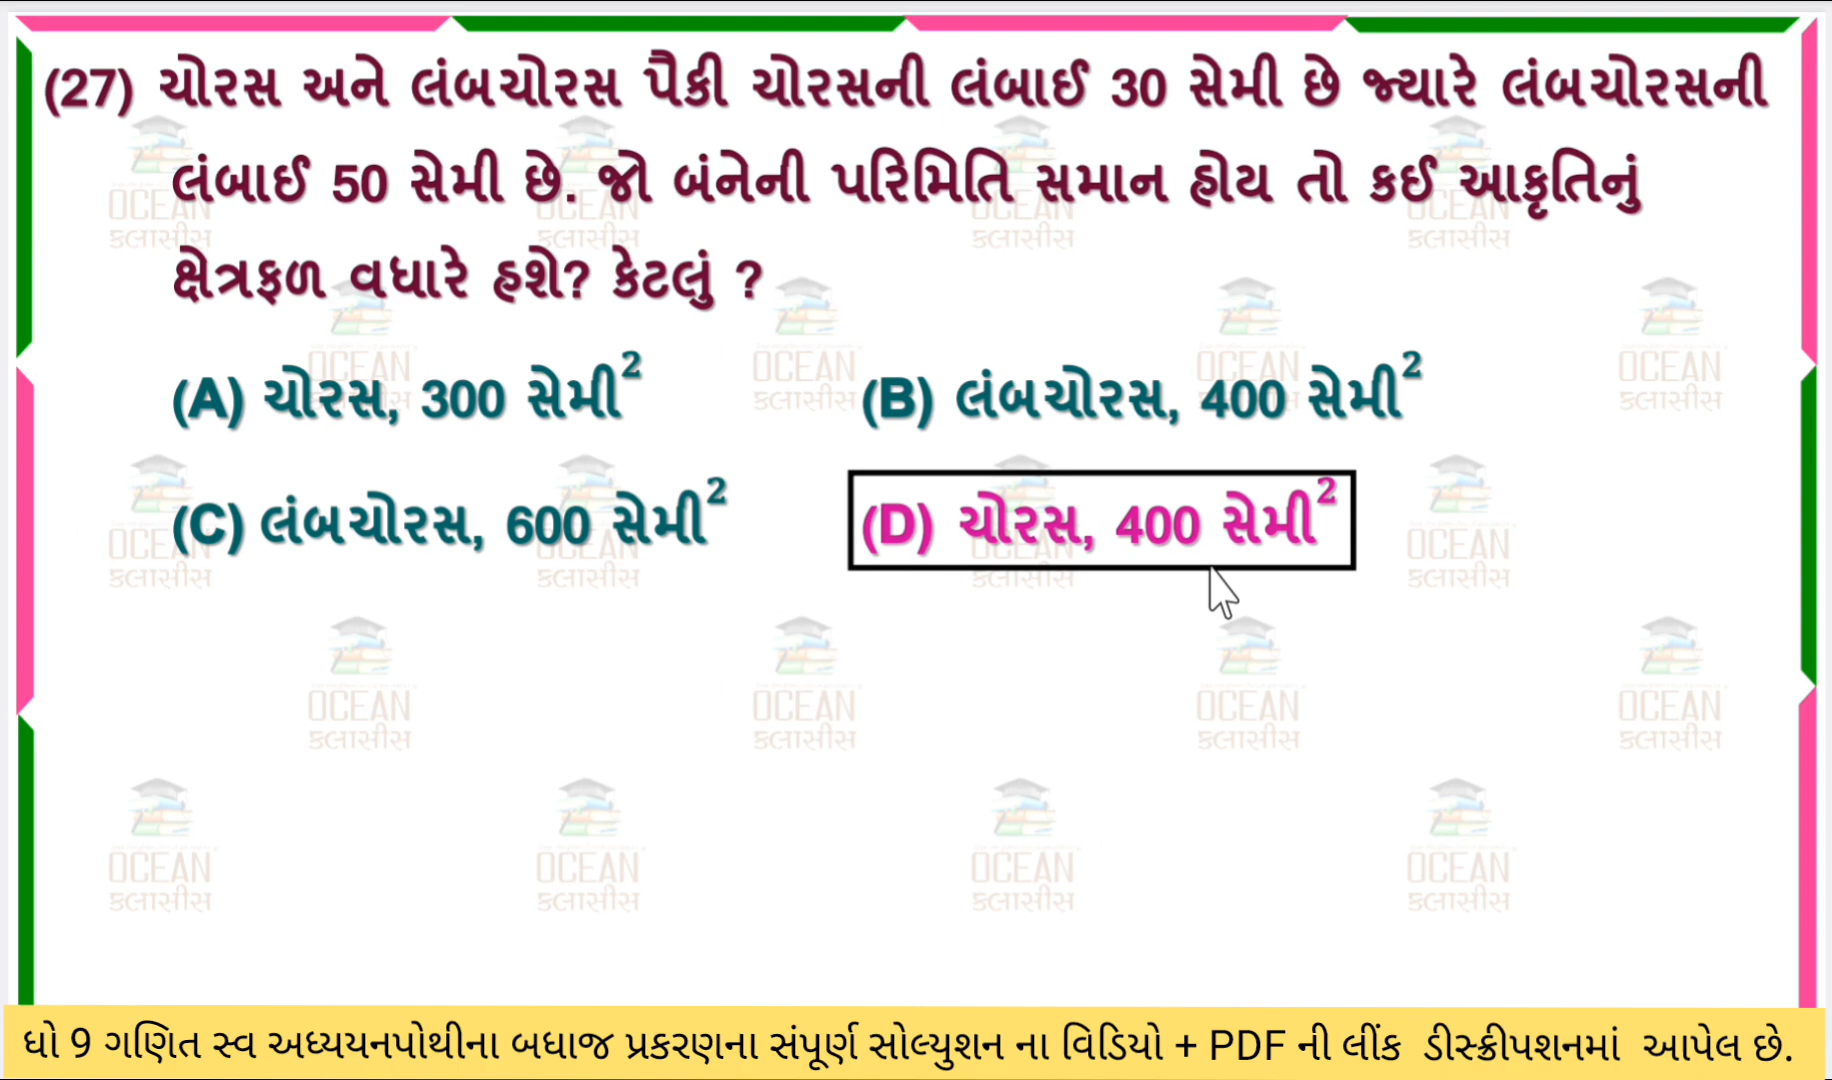 (27) ચોરસ અને લંબચોરસ પૈકી ચોરસની લંબાઈ 30 સેમી છે જ્યારે લંબચોરસની
લંબાઈ 50 સેમી છે. જો બંનેની પરિમિતિ સમાન હોય તો કઈ આકૃતિનું
ક્ષેત્રફળ વધારે હશે? કેટલું ?
(A) ચોરસ, 300 સેમી²
(B) લંબચોરસ, 400 સેમી²
(C) લંબચોરસ, 600 સેમી²
(D) ચોરસ, 400 સેમી²
OCEAN
ક્લાસીસ
ધો 9 ગણિત સ્વ અધ્યયનપોથીના બધાજ પ્રકરણના સંપૂર્ણ સોલ્યુશન ના વિડિયો + PDF ની લીંક ડીસ્ક્રીપશનમાં આપેલ છે.